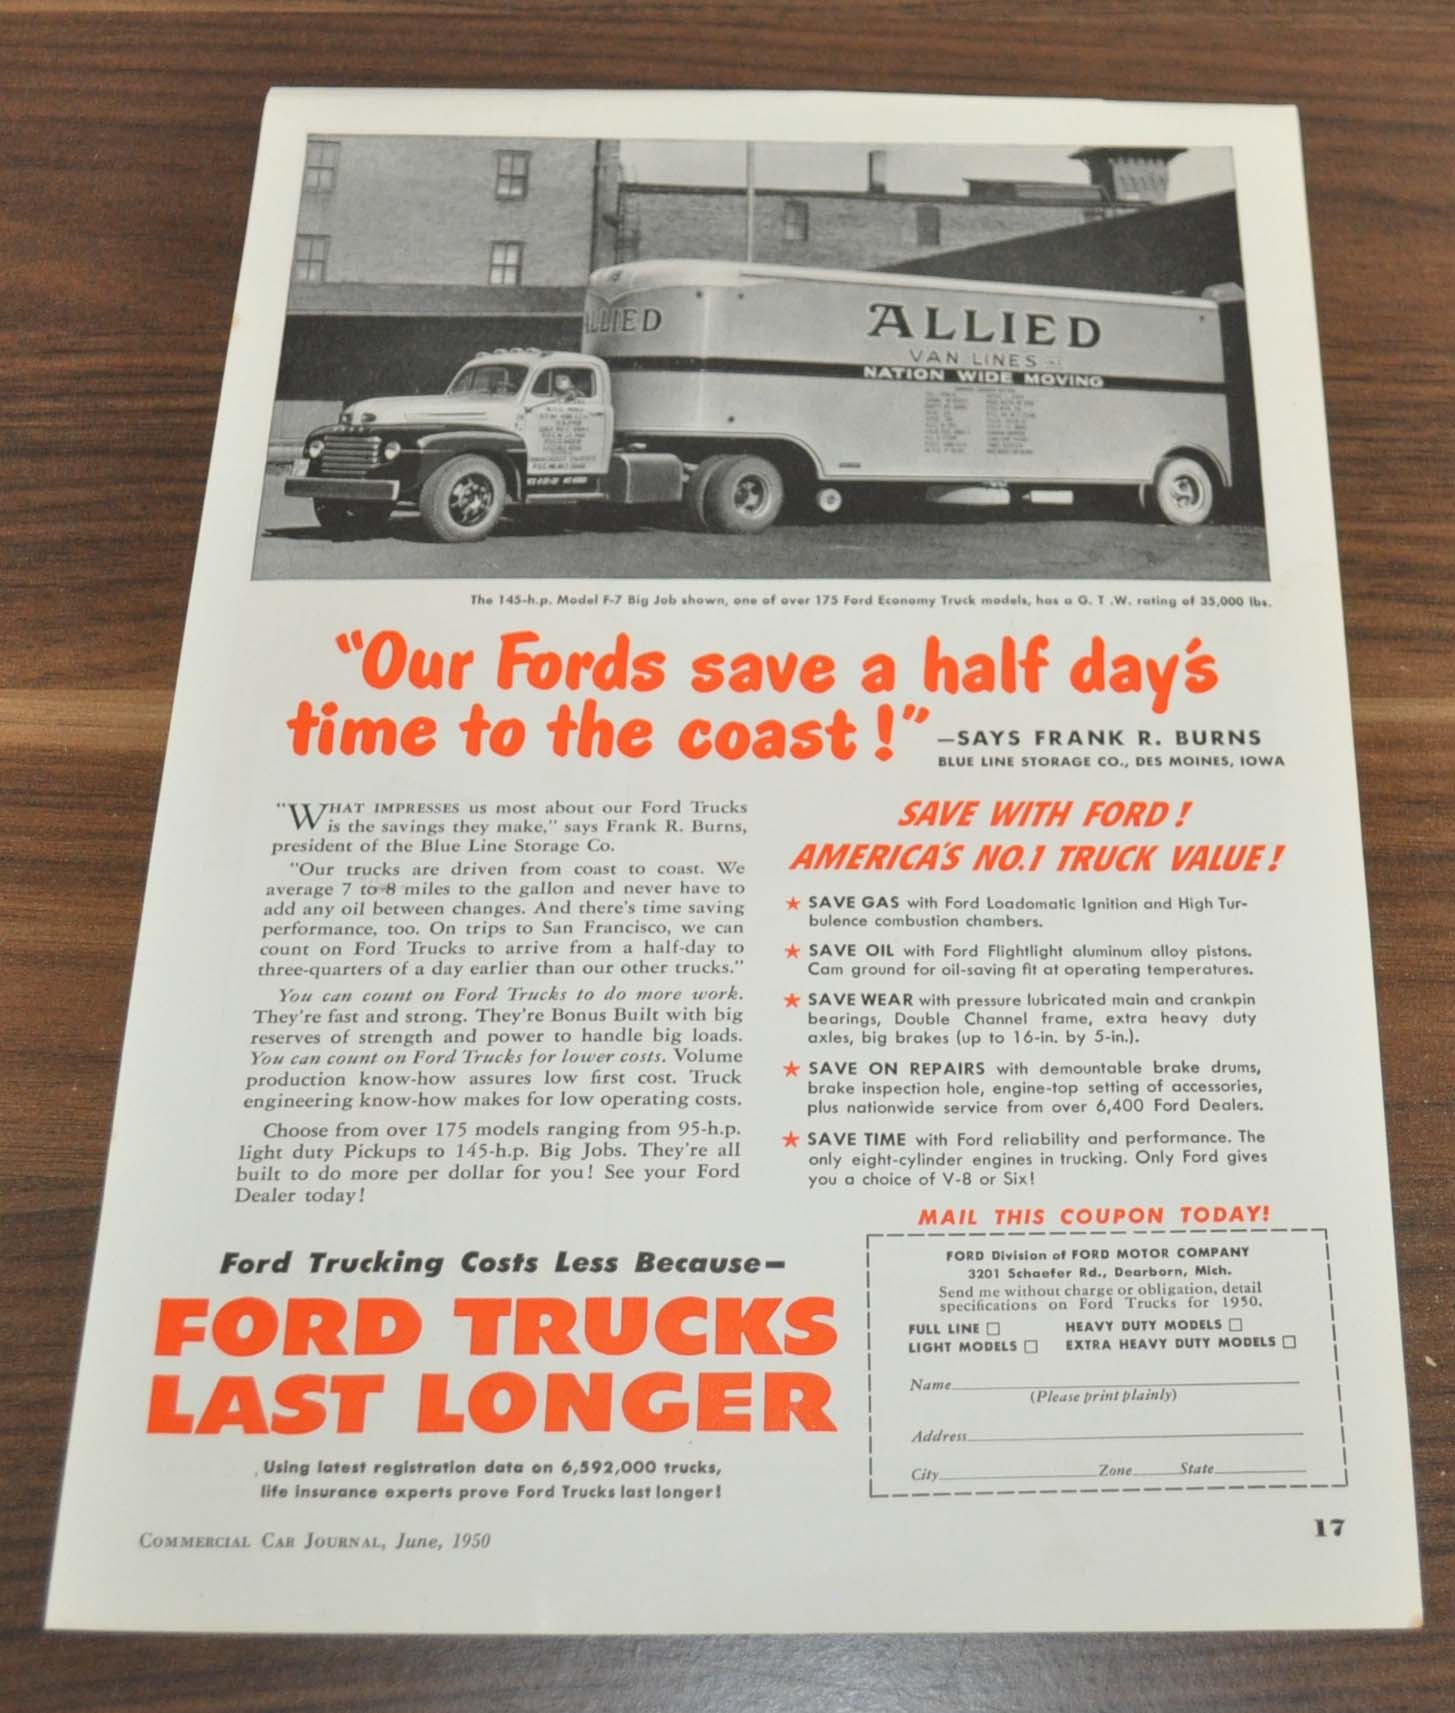 ALLIED
ALLIED
VAN LINES
NATION WIDE MOVING
The 145-h.p. Model F-7 Big Job shown, one of over 175 Ford Economy Truck models, has a G. T .W. rating of 35,000 lbs.
"Our Fords save a half day's
time to the coast!"
—SAYS FRANK R. BURNS
BLUE LINE STORAGE CO., DES MOINES, IOWA
"WHAT IMPRESSES us most about our Ford Trucks
is the savings they make," says Frank R. Burns,
president of the Blue Line Storage Co.
"Our trucks are driven from coast to coast. We
average 7 to 8 miles to the gallon and never have to
add any oil between changes. And there's time saving
performance, too. On trips to San Francisco, we can
count on Ford Trucks to arrive from a half-day to
three-quarters of a day earlier than our other trucks."
You can count on Ford Trucks to do more work.
They're fast and strong. They're Bonus Built with big
reserves of strength and power to handle big loads.
You can count on Ford Trucks for lower costs. Volume
production know-how assures low first cost. Truck
engineering know-how makes for low operating costs.
Choose from over 175 models ranging from 95-h.p.
light duty Pickups to 145-h.p. Big Jobs. They're all
built to do more per dollar for you! See your Ford
Dealer today!
SAVE WITH FORD!
AMERICA'S NO.1 TRUCK VALUE!
★ SAVE GAS with Ford Loadomatic Ignition and High Tur-
bulence combustion chambers.
★ SAVE OIL with Ford Flightlight aluminum alloy pistons.
Cam ground for oil-saving fit at operating temperatures.
★ SAVE WEAR with pressure lubricated main and crankpin
bearings, Double Channel frame, extra heavy duty
axles, big brakes (up to 16-in. by 5-in.).
★ SAVE ON REPAIRS with demountable brake drums,
brake inspection hole, engine-top setting of accessories,
plus nationwide service from over 6,400 Ford Dealers.
★ SAVE TIME with Ford reliability and performance. The
only eight-cylinder engines in trucking. Only Ford gives
you a choice of V-8 or Six!
Ford Trucking Costs Less Because—
FORD TRUCKS
LAST LONGER
Using latest registration data on 6,592,000 trucks,
life insurance experts prove Ford Trucks last longer!
MAIL THIS COUPON TODAY!
FORD Division of FORD MOTOR COMPANY
3201 Schaefer Rd., Dearborn, Mich.
Send me without charge or obligation, detail
specifications on Ford Trucks for 1950.
FULL LINE □ HEAVY DUTY MODELS □
LIGHT MODELS □ EXTRA HEAVY DUTY MODELS □
Name
(Please print plainly)
Address
City Zone State
COMMERCIAL CAR JOURNAL, June, 1950
17